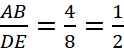 AB/DE = 4/8 = 1/2